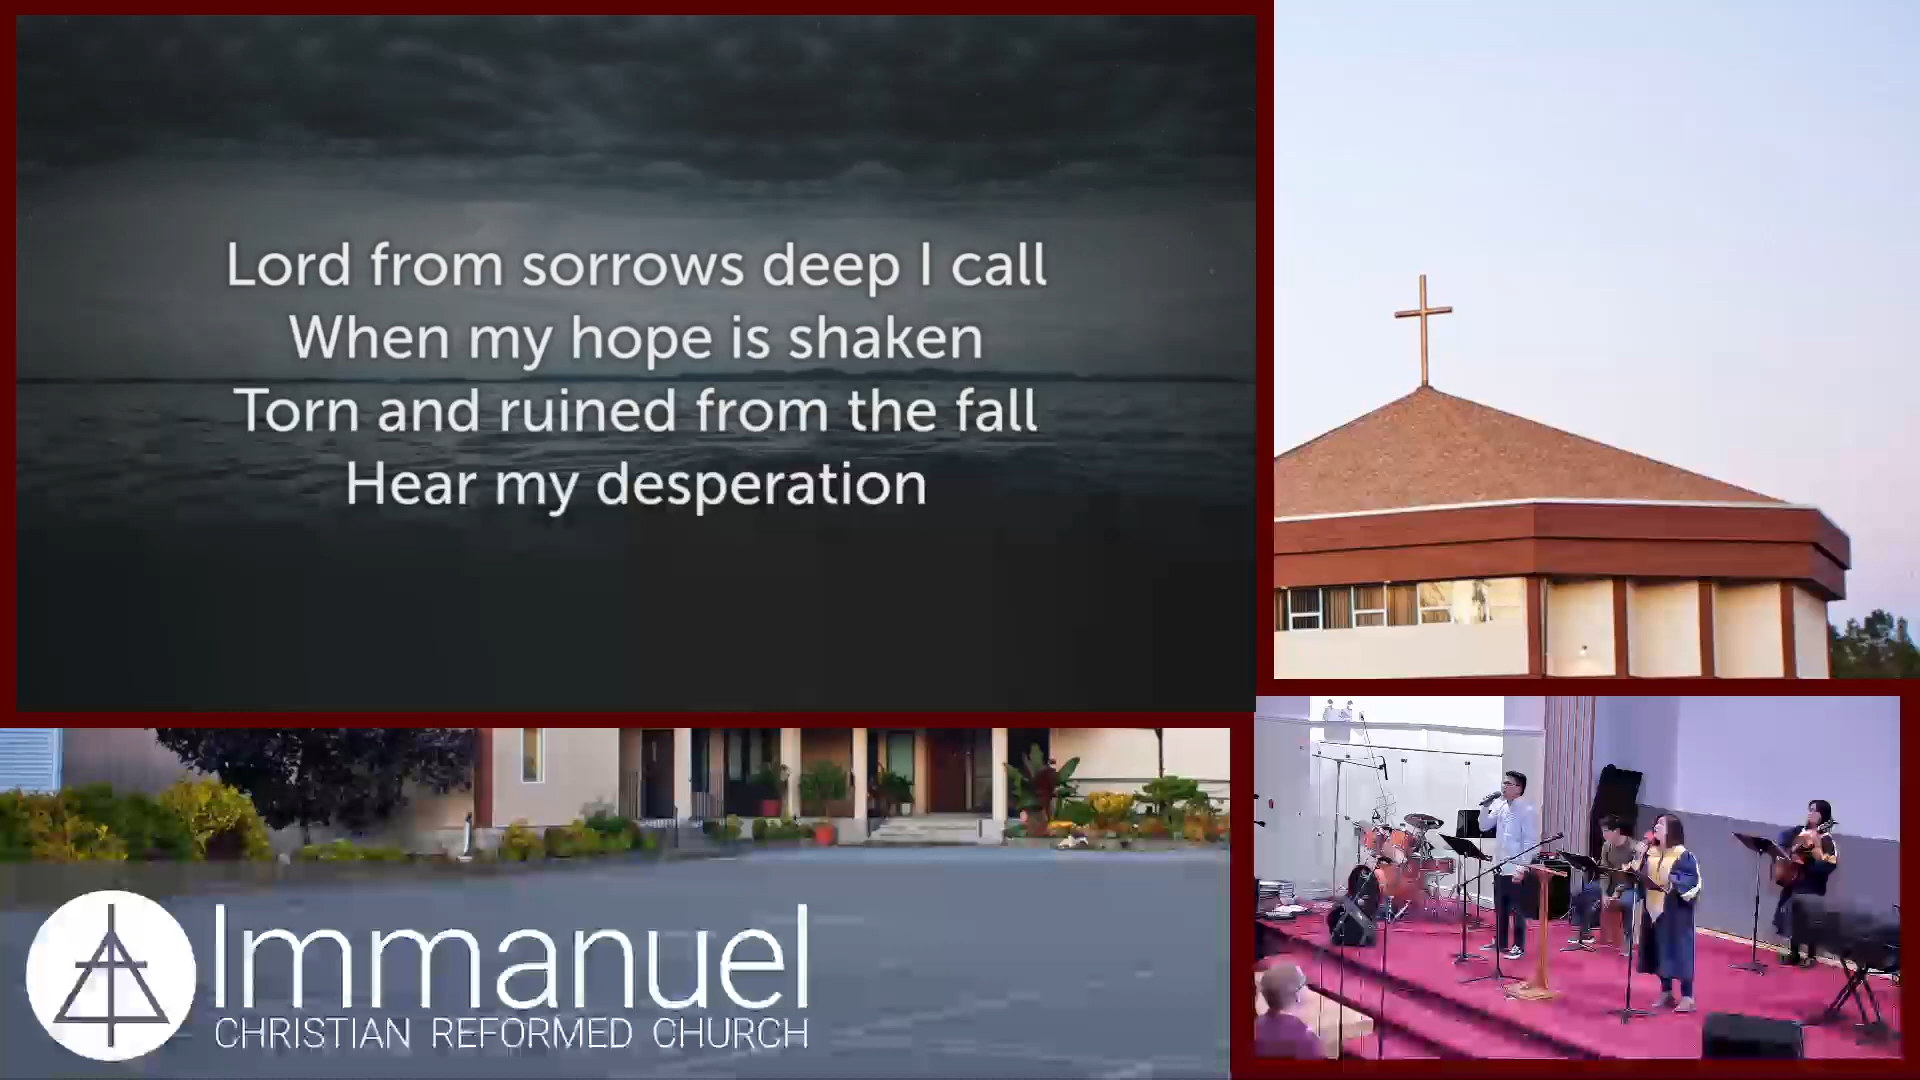 Lord from sorrows deep I call
When my hope is shaken
Torn and ruined from the fall
Hear my desperation
Immanuel
CHRISTIAN REFORMED CHURCH